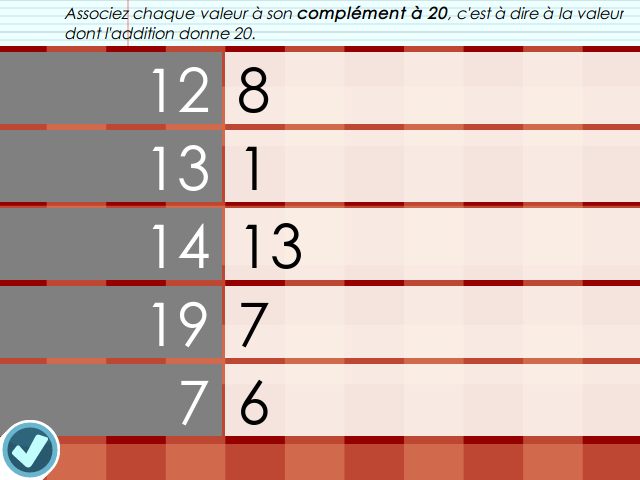 Associez chaque valeur à son complément à 20, c'est à dire à la valeur
dont l'addition donne 20.
12 8
13 1
14 13
19 7
7 6